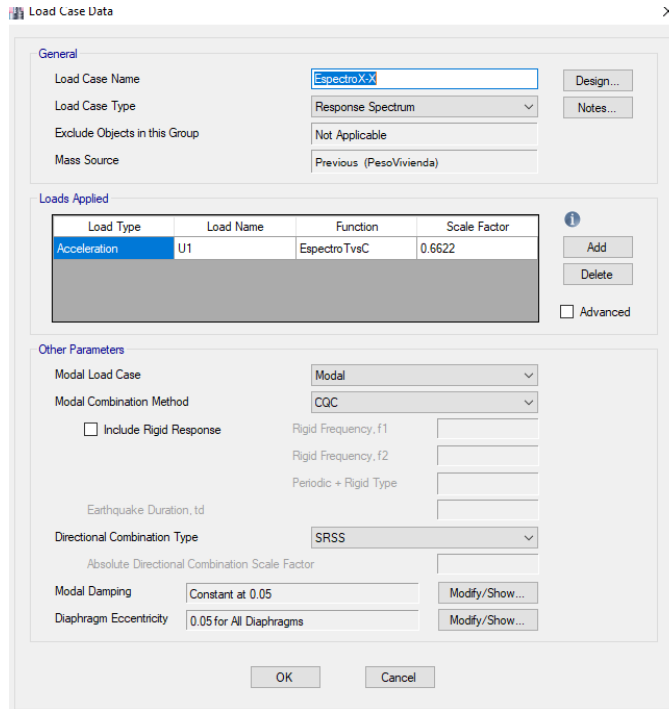 Load Case Data
General
Load Case Name EspectroX-X Design...
Load Case Type Response Spectrum Notes...
Exclude Objects in this Group Not Applicable
Mass Source Previous (PesoVivienda)
Loads Applied
Load Type Load Name Function Scale Factor
Acceleration U1 EspectroTvsC 0.6622 Add
Delete
Advanced
Other Parameters
Modal Load Case Modal
Modal Combination Method CQC
Include Rigid Response Rigid Frequency, f1
Rigid Frequency, f2
Periodic + Rigid Type
Earthquake Duration, td
Directional Combination Type SRSS
Absolute Directional Combination Scale Factor
Modal Damping Constant at 0.05 Modify/Show...
Diaphragm Eccentricity 0.05 for All Diaphragms Modify/Show...
OK Cancel